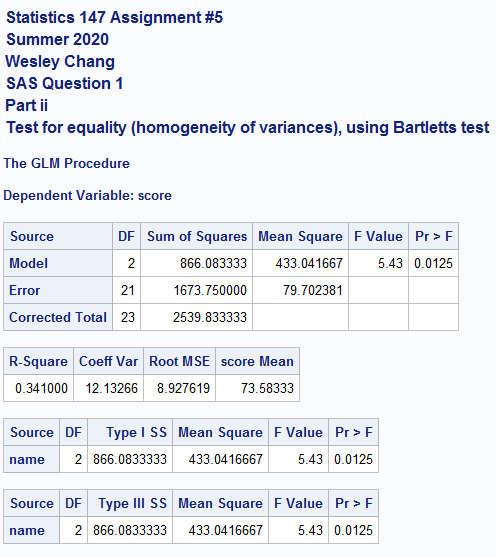 Statistics 147 Assignment #5
Summer 2020
Wesley Chang
SAS Question 1
Part ii
Test for equality (homogeneity of variances), using Bartletts test
The GLM Procedure
Dependent Variable: score
Source DF Sum of Squares Mean Square F Value Pr > F
Model 2 866.083333 433.041667 5.43 0.0125
Error 21 1673.750000 79.702381
Corrected Total 23 2539.833333
R-Square Coeff Var Root MSE score Mean
0.341000 12.13266 8.927619 73.58333
Source DF Type I SS Mean Square F Value Pr > F
name 2 866.0833333 433.0416667 5.43 0.0125
Source DF Type III SS Mean Square F Value Pr > F
name 2 866.0833333 433.0416667 5.43 0.0125